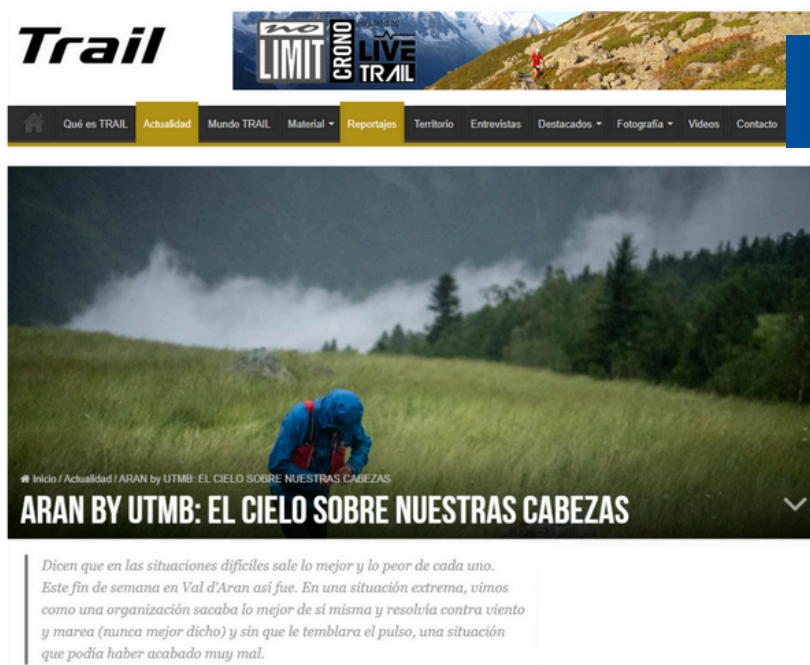 Trail
no
LIMIT
CRONO
LIVE
TRAIL
Qué es TRAIL Actualidad Mundo TRAIL Material Reportajes Territorio Entrevistas Destacados Fotografía Videos Contacto
Inicio / Actualidad / ARAN by UTMB: EL CIELO SOBRE NUESTRAS CABEZAS
ARAN BY UTMB: EL CIELO SOBRE NUESTRAS CABEZAS
Dicen que en las situaciones difíciles sale lo mejor y lo peor de cada uno.
Este fin de semana en Val d'Aran así fue. En una situación extrema, vimos
como una organización sacaba lo mejor de sí misma y resolvía contra viento
y marea (nunca mejor dicho) y sin que le temblara el pulso, una situación
que podía haber acabado muy mal.